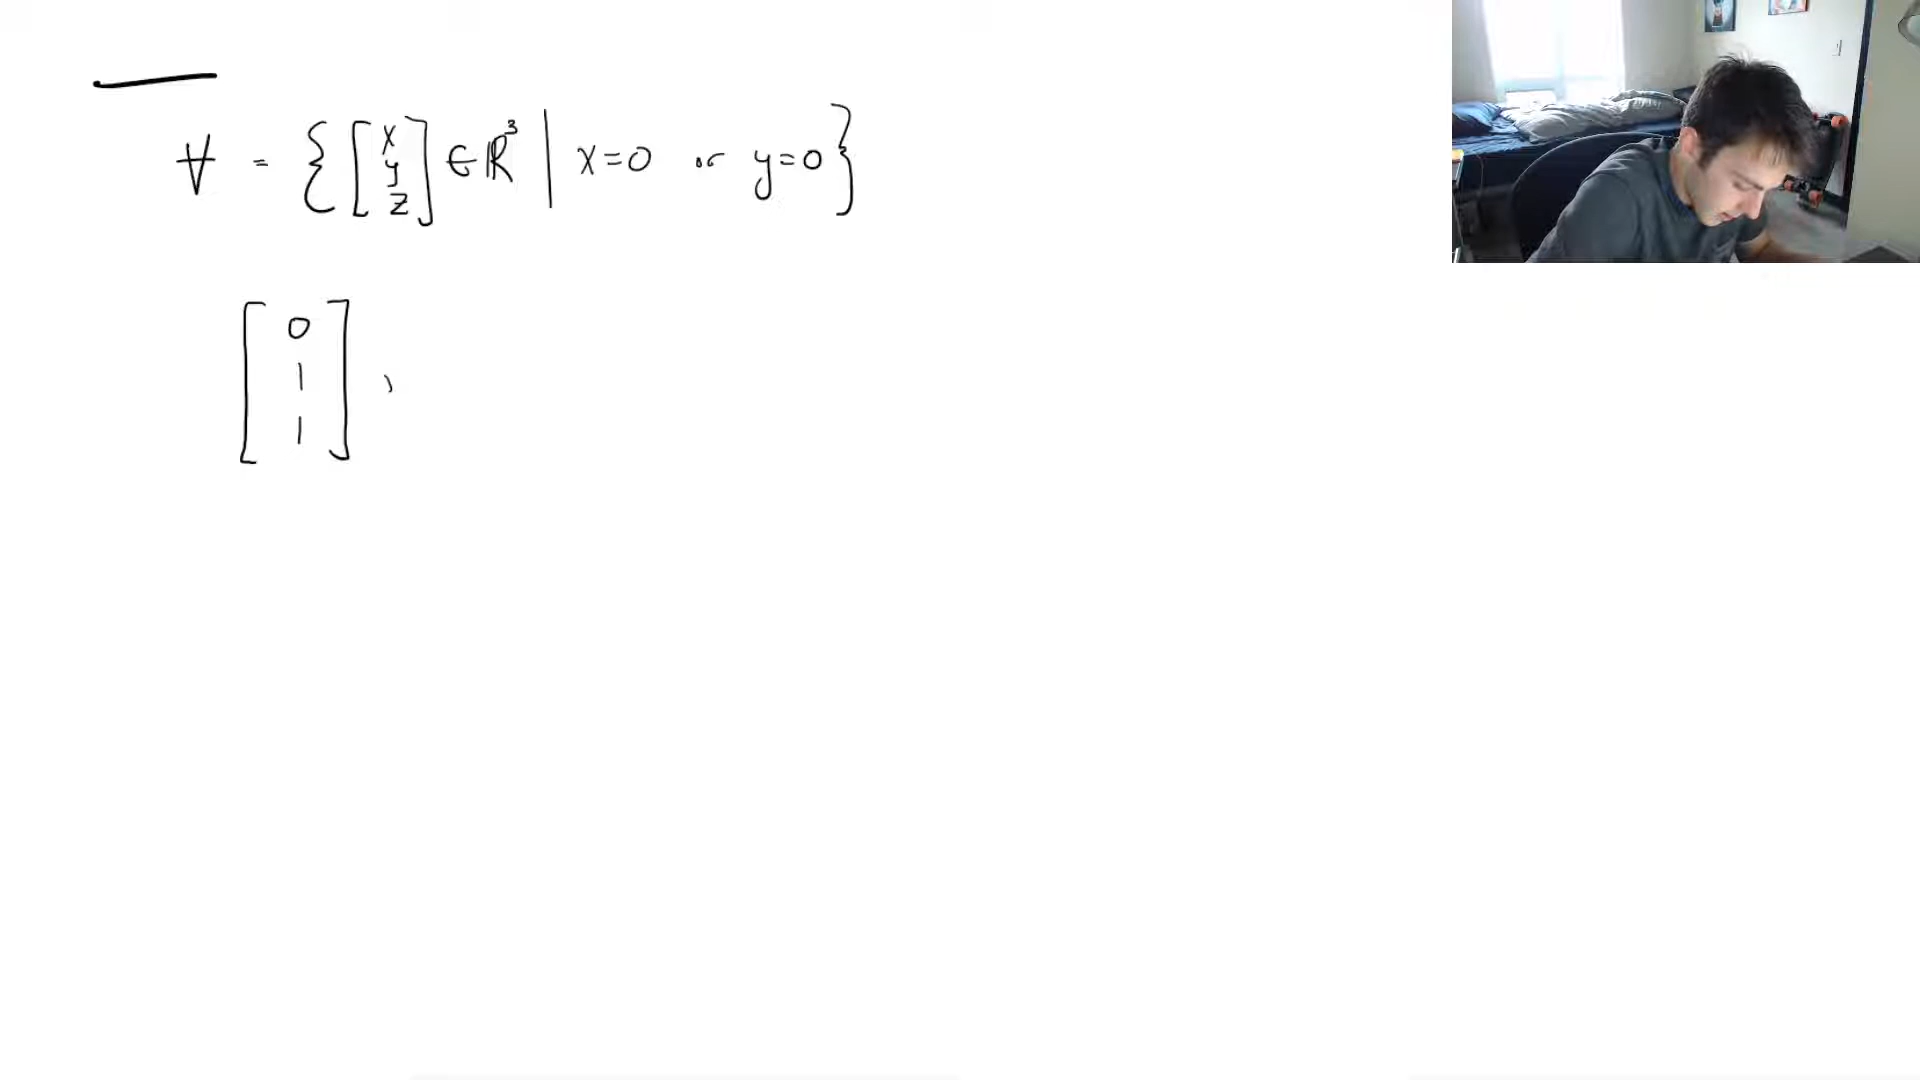 V = { [ x y z ] ∈ ℝ³ | x=0 or y=0 }
[ 0 1 1 ] ,